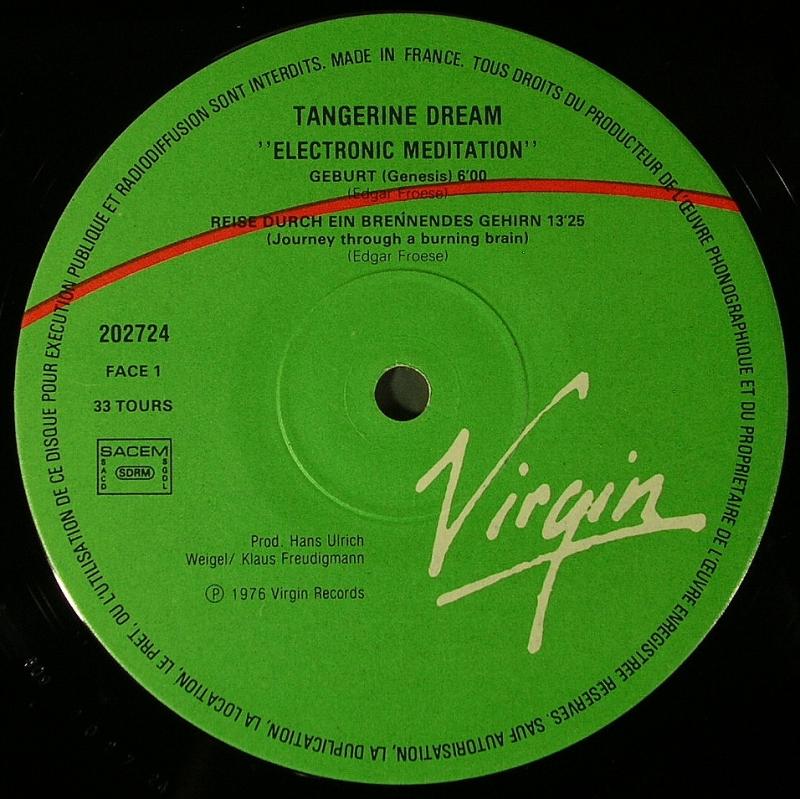 TANGERINE DREAM
''ELECTRONIC MEDITATION''
GEBURT (Genesis) 6'00
(Edgar Froese)
REISE DURCH EIN BRENNENDES GEHIRN 13'25
(Journey through a burning brain)
(Edgar Froese)
202724
FACE 1
33 TOURS
SACEM
SACD
SDRM
SGDL
Virgin
Prod. Hans Ulrich
Weigel/ Klaus Freudigmann
Ⓟ 1976 Virgin Records
MADE IN FRANCE. TOUS DROITS DU PRODUCTEUR DE L'ŒUVRE PHONOGRAPHIQUE ET DU PROPRIETAIRE DE L'ŒUVRE ENREGISTREE RESERVES. SAUF AUTORISATION, LA DUPLICATION, LA LOCATION, LE PRET, OU L'UTILISATION DE CE DISQUE POUR EXECUTION PUBLIQUE ET RADIODIFFUSION SONT INTERDITS.